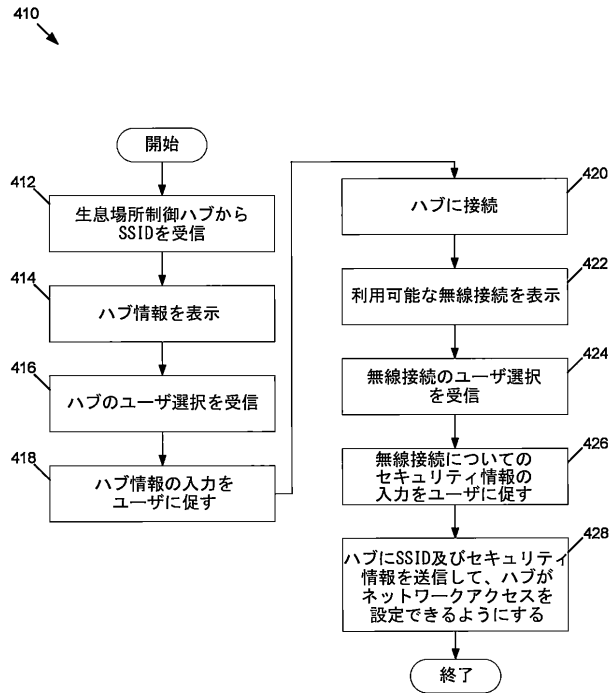 410
開始
412
生息場所制御ハブから
SSIDを受信
414
ハブ情報を表示
416
ハブのユーザ選択を受信
418
ハブ情報の入力を
ユーザに促す
420
ハブに接続
422
利用可能な無線接続を表示
424
無線接続のユーザ選択
を受信
426
無線接続についての
セキュリティ情報の
入力をユーザに促す
428
ハブにSSID及びセキュリティ
情報を送信して、ハブが
ネットワークアクセスを
設定できるようにする
終了